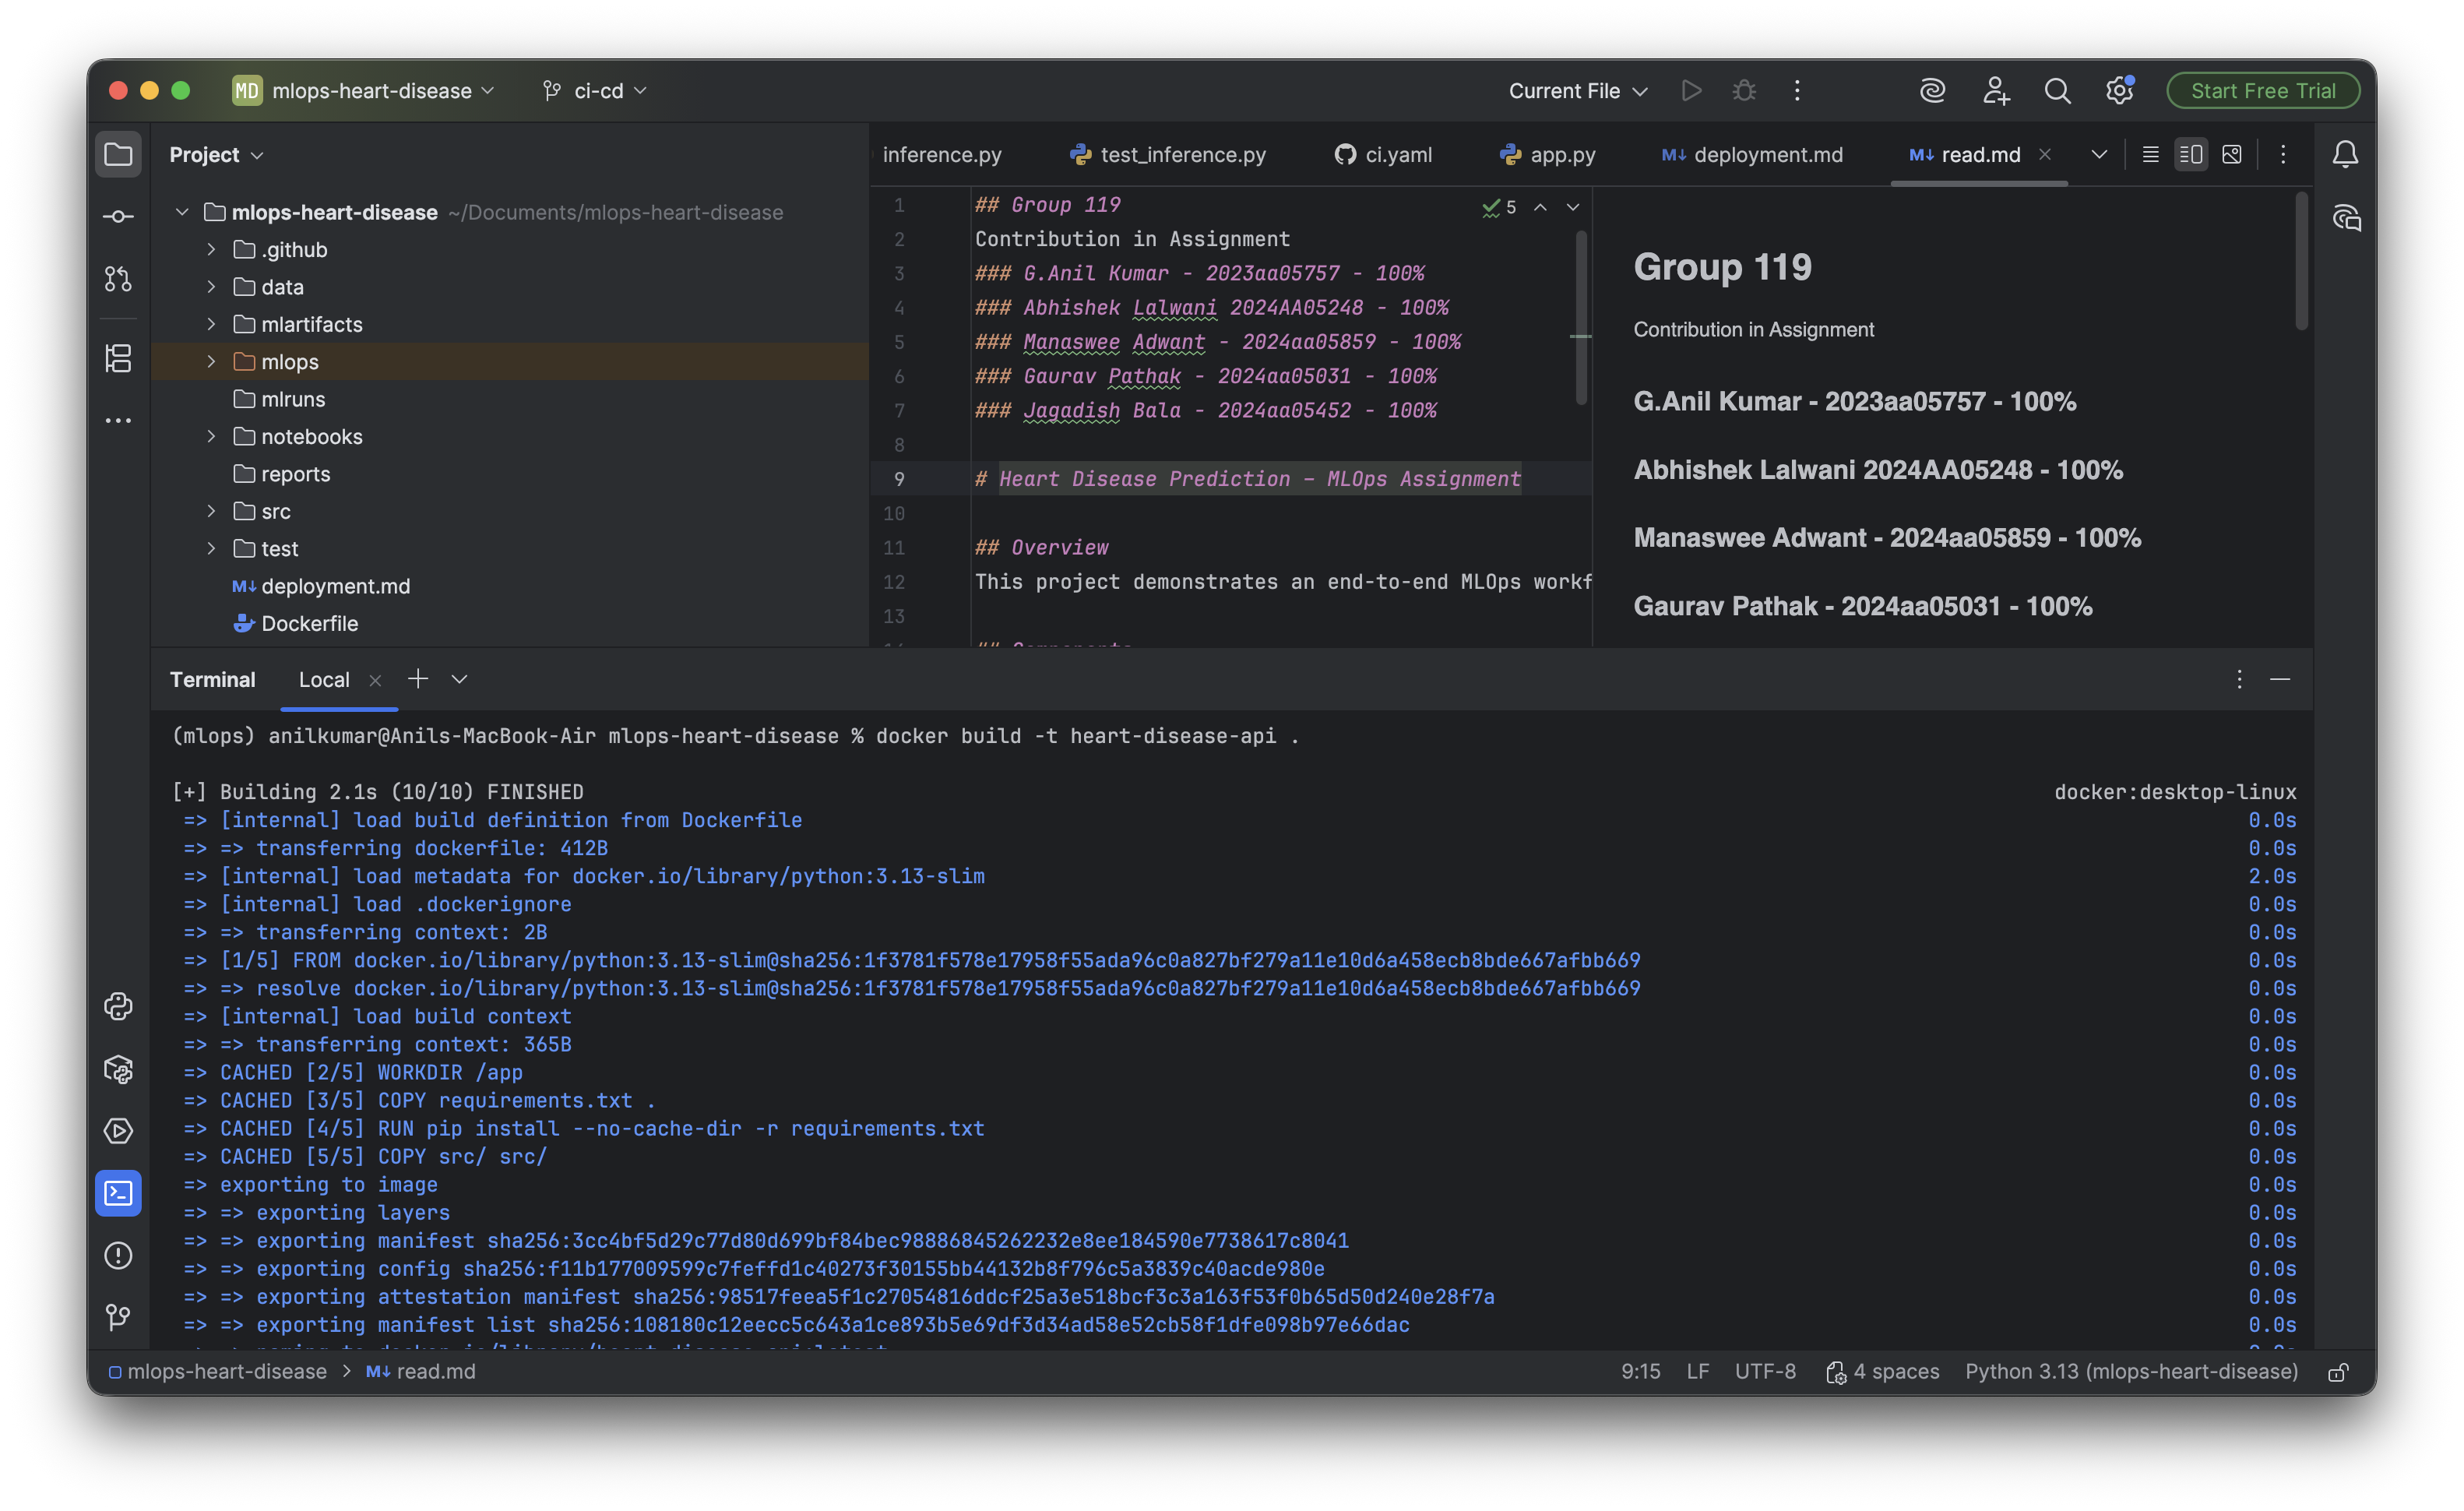 MD mlops-heart-disease ci-cd Current File Start Free Trial
Project
mlops-heart-disease ~/Documents/mlops-heart-disease
.github
data
mlartifacts
mlops
mlruns
notebooks
reports
src
test
M↓ deployment.md
Dockerfile
inference.py test_inference.py ci.yaml app.py M↓ deployment.md M↓ read.md
5
1 ## Group 119
2 Contribution in Assignment
3 ### G.Anil Kumar - 2023aa05757 - 100%
4 ### Abhishek Lalwani 2024AA05248 - 100%
5 ### Manaswee Adwant - 2024aa05859 - 100%
6 ### Gaurav Pathak - 2024aa05031 - 100%
7 ### Jagadish Bala - 2024aa05452 - 100%
8
9 # Heart Disease Prediction – MLOps Assignment
10
11 ## Overview
12 This project demonstrates an end-to-end MLOps workf
13
14 ## Components
Group 119
Contribution in Assignment
G.Anil Kumar - 2023aa05757 - 100%
Abhishek Lalwani 2024AA05248 - 100%
Manaswee Adwant - 2024aa05859 - 100%
Gaurav Pathak - 2024aa05031 - 100%
Terminal Local
(mlops) anilkumar@Anils-MacBook-Air mlops-heart-disease % docker build -t heart-disease-api .
[+] Building 2.1s (10/10) FINISHED docker:desktop-linux
=> [internal] load build definition from Dockerfile 0.0s
=> => transferring dockerfile: 412B 0.0s
=> [internal] load metadata for docker.io/library/python:3.13-slim 2.0s
=> [internal] load .dockerignore 0.0s
=> => transferring context: 2B 0.0s
=> [1/5] FROM docker.io/library/python:3.13-slim@sha256:1f3781f578e17958f55ada96c0a827bf279a11e10d6a458ecb8bde667afbb669 0.0s
=> => resolve docker.io/library/python:3.13-slim@sha256:1f3781f578e17958f55ada96c0a827bf279a11e10d6a458ecb8bde667afbb669 0.0s
=> [internal] load build context 0.0s
=> => transferring context: 365B 0.0s
=> CACHED [2/5] WORKDIR /app 0.0s
=> CACHED [3/5] COPY requirements.txt . 0.0s
=> CACHED [4/5] RUN pip install --no-cache-dir -r requirements.txt 0.0s
=> CACHED [5/5] COPY src/ src/ 0.0s
=> exporting to image 0.0s
=> => exporting layers 0.0s
=> => exporting manifest sha256:3cc4bf5d29c77d80d699bf84bec98886845262232e8ee184590e7738617c8041 0.0s
=> => exporting config sha256:f11b177009599c7feffd1c40273f30155bb44132b8f796c5a3839c40acde980e 0.0s
=> => exporting attestation manifest sha256:98517feea5f1c27054816ddcf25a3e518bcf3c3a163f53f0b65d50d240e28f7a 0.0s
=> => exporting manifest list sha256:108180c12eecc5c643a1ce893b5e69df3d34ad58e52cb58f1dfe098b97e66dac 0.0s
=> => naming to docker.io/library/heart-disease-api:latest 0.0s
mlops-heart-disease > M↓ read.md 9:15 LF UTF-8 4 spaces Python 3.13 (mlops-heart-disease)